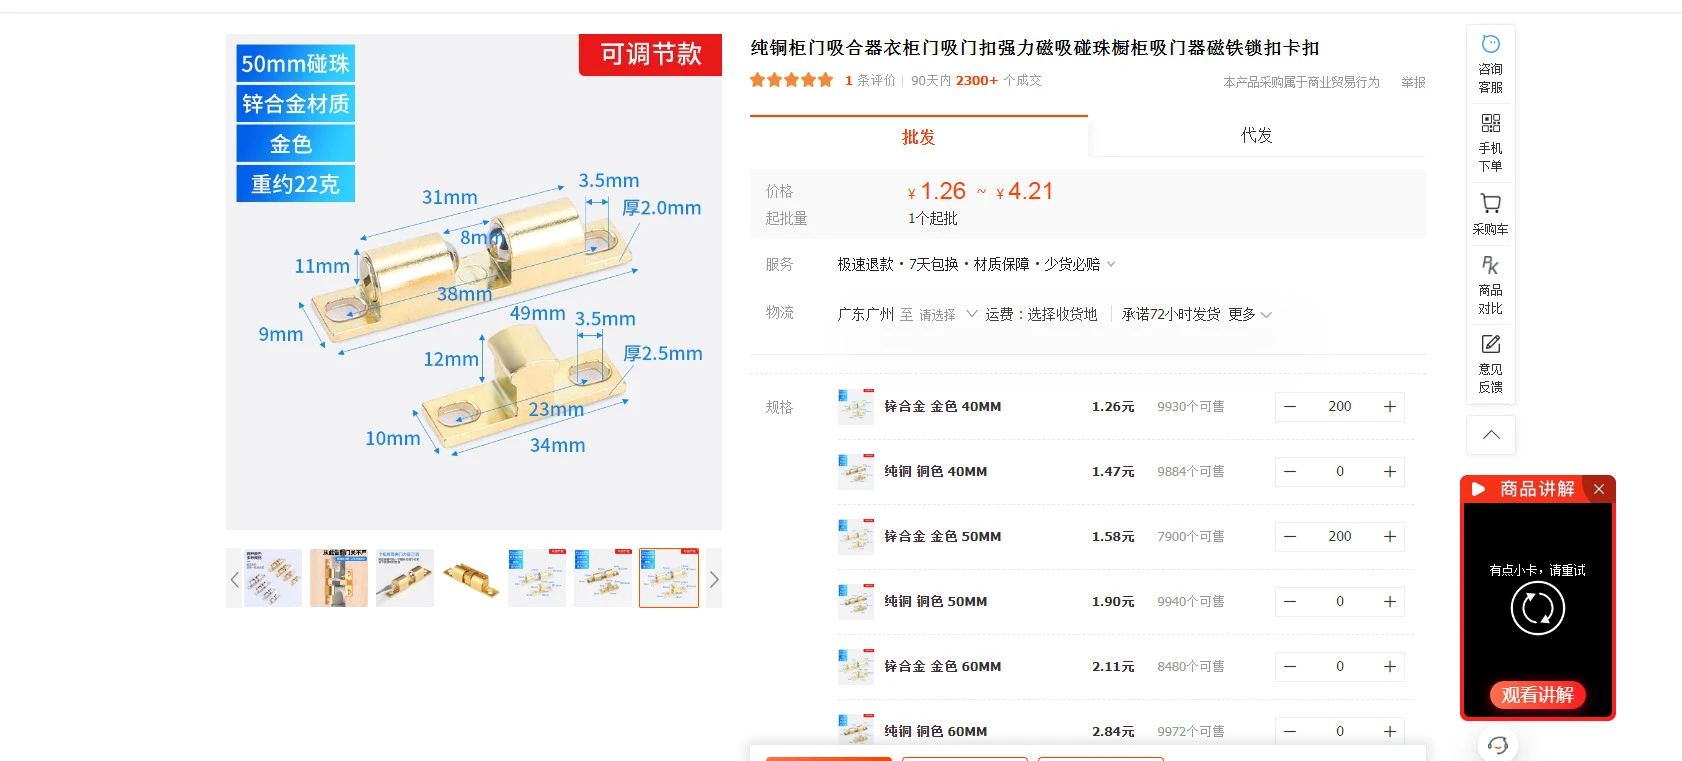 50mm碰珠
锌合金材质
金色
重约22克
可调节款
31mm
3.5mm
厚2.0mm
8mm
11mm
38mm
49mm
9mm
3.5mm
12mm
厚2.5mm
23mm
10mm
34mm
纯铜柜门吸合器衣柜门吸门扣强力磁吸碰珠橱柜吸门器磁铁锁扣卡扣
1 条评价 90天内 2300+ 个成交
本产品采购属于商业贸易行为 举报
批发 代发
价格 ¥ 1.26 ~ ¥ 4.21
起批量 1个起批
服务 极速退款·7天包换·材质保障·少货必赔
物流 广东广州 至 请选择 运费：选择收货地 承诺72小时发货 更多
规格
锌合金 金色 40MM 1.26元 9930个可售 − 200 +
纯铜 铜色 40MM 1.47元 9884个可售 − 0 +
锌合金 金色 50MM 1.58元 7900个可售 − 200 +
纯铜 铜色 50MM 1.90元 9940个可售 − 0 +
锌合金 金色 60MM 2.11元 8480个可售 − 0 +
纯铜 铜色 60MM 2.84元 9972个可售 − 0 +
咨询
客服
手机
下单
采购车
PK
商品
对比
意见
反馈
商品讲解
有点小卡，请重试
观看讲解